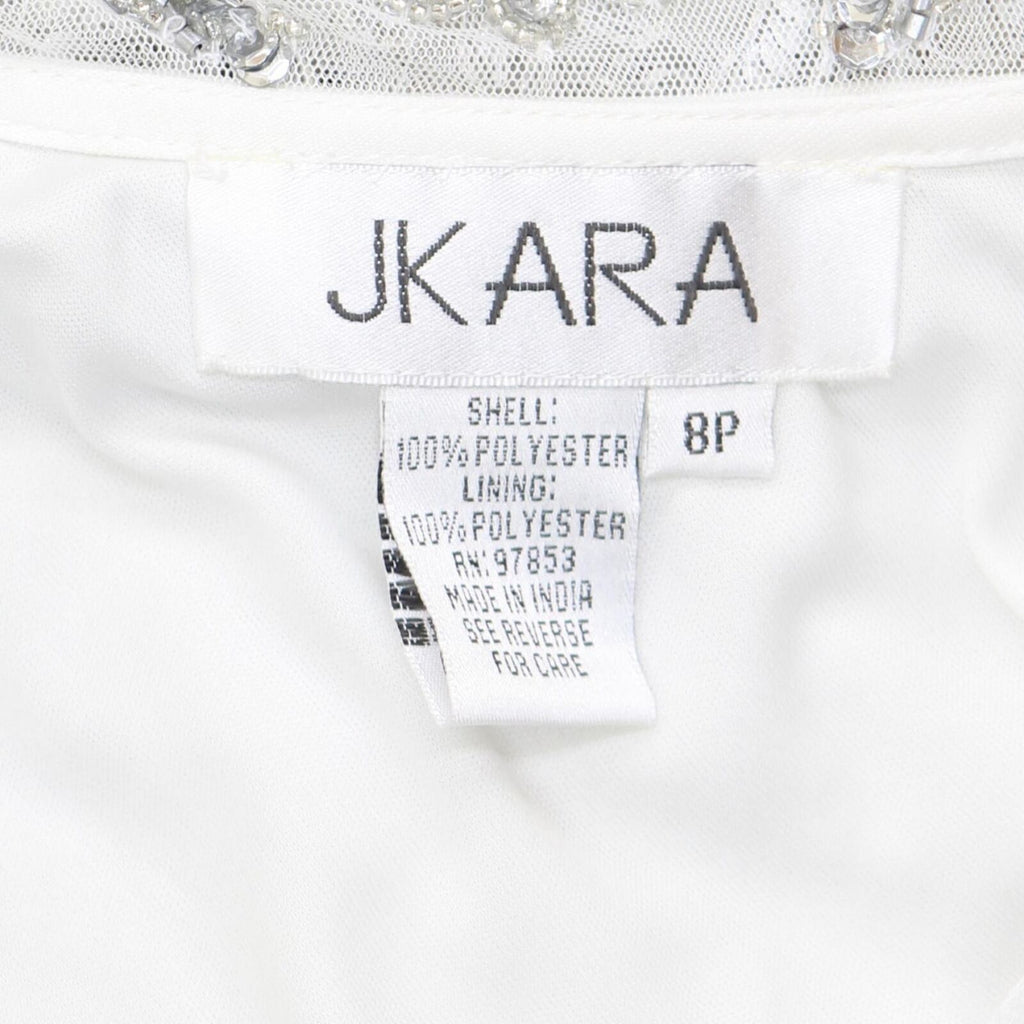 JKARA
8P
SHELL:
100% POLYESTER
LINING:
100% POLYESTER
RN: 97853
MADE IN INDIA
SEE REVERSE
FOR CARE